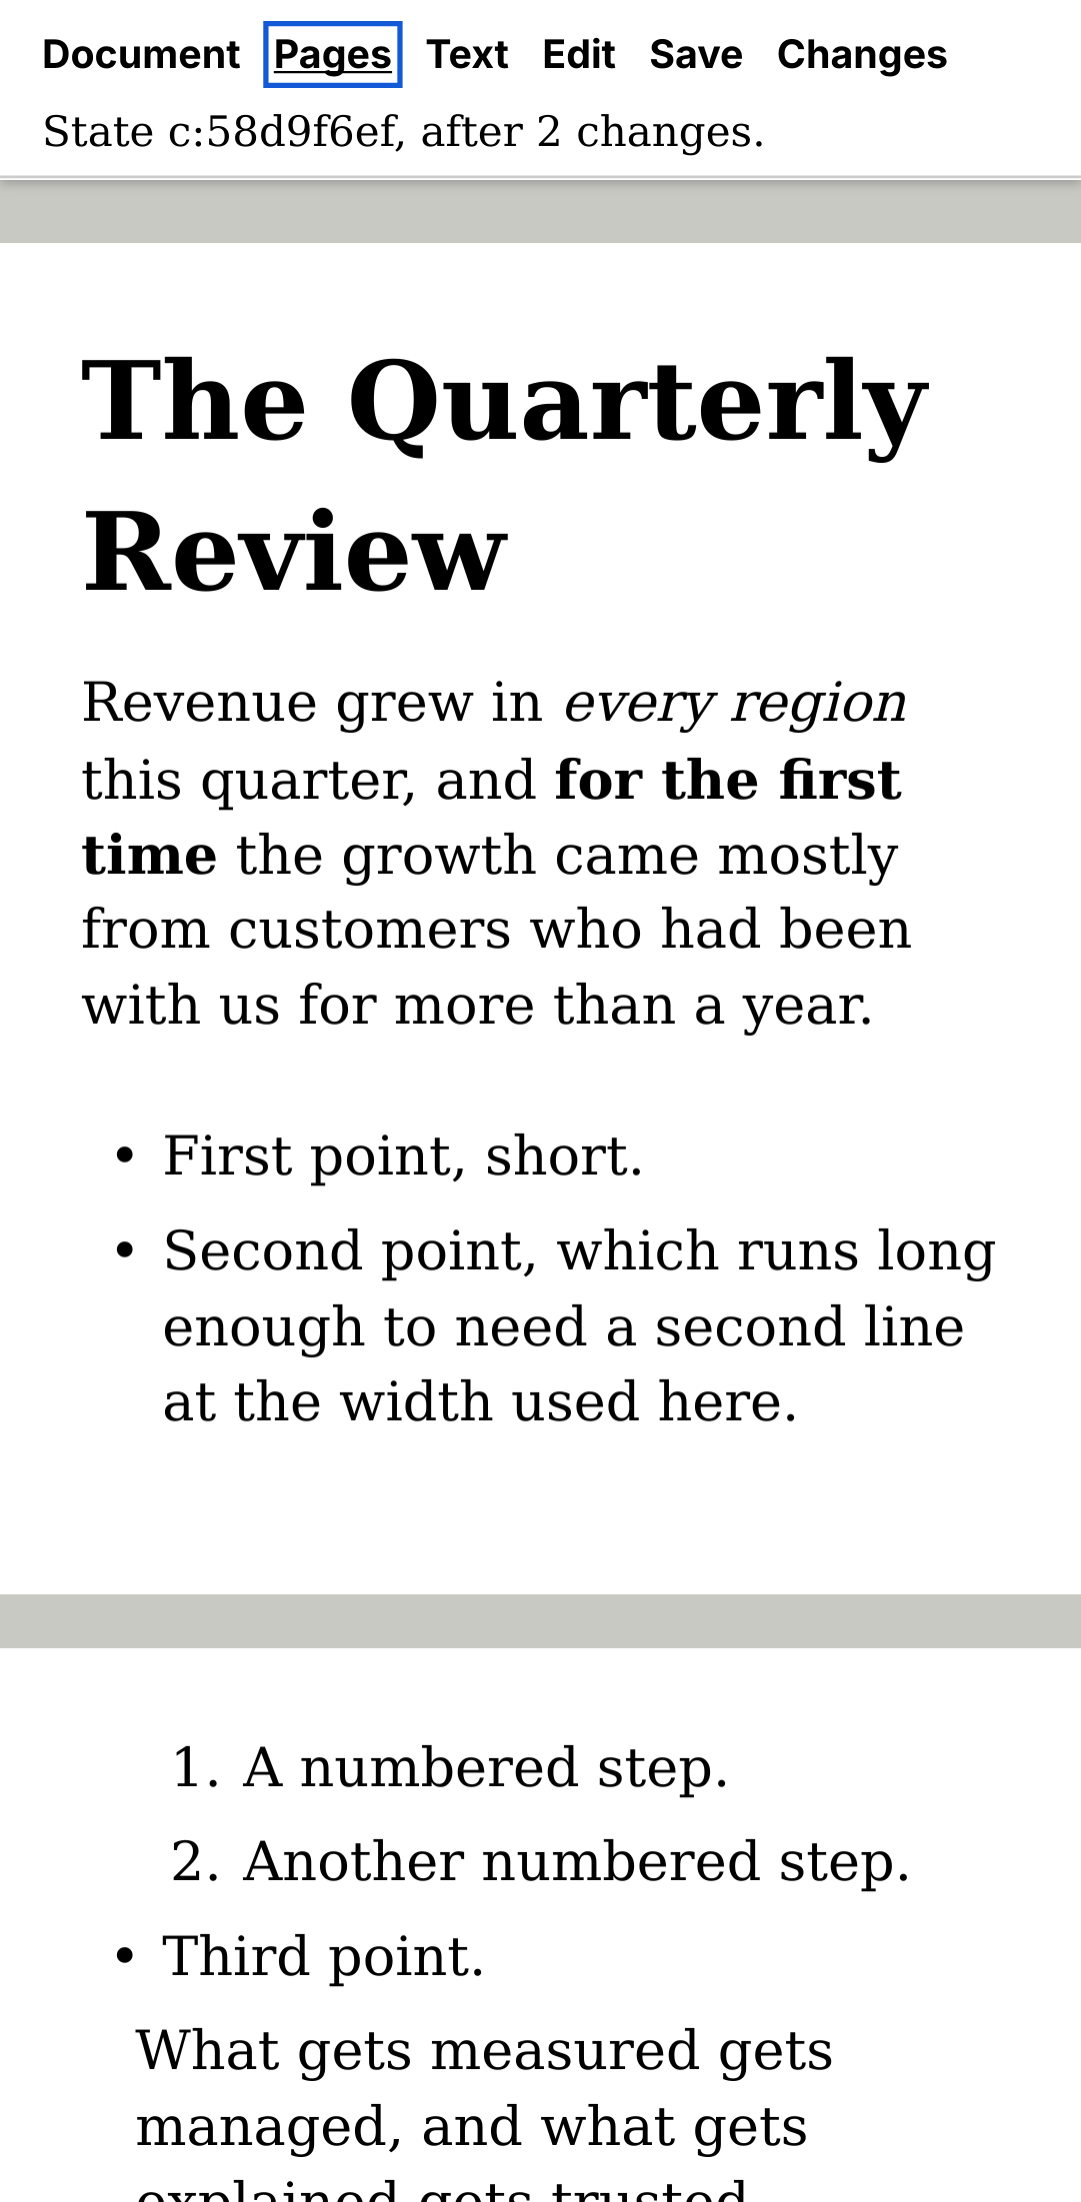 Document Pages Text Edit Save Changes
State c:58d9f6ef, after 2 changes.
The Quarterly
Review
Revenue grew in every region
this quarter, and for the first
time the growth came mostly
from customers who had been
with us for more than a year.
• First point, short.
• Second point, which runs long
enough to need a second line
at the width used here.
1. A numbered step.
2. Another numbered step.
• Third point.
What gets measured gets
managed, and what gets
explained gets trusted